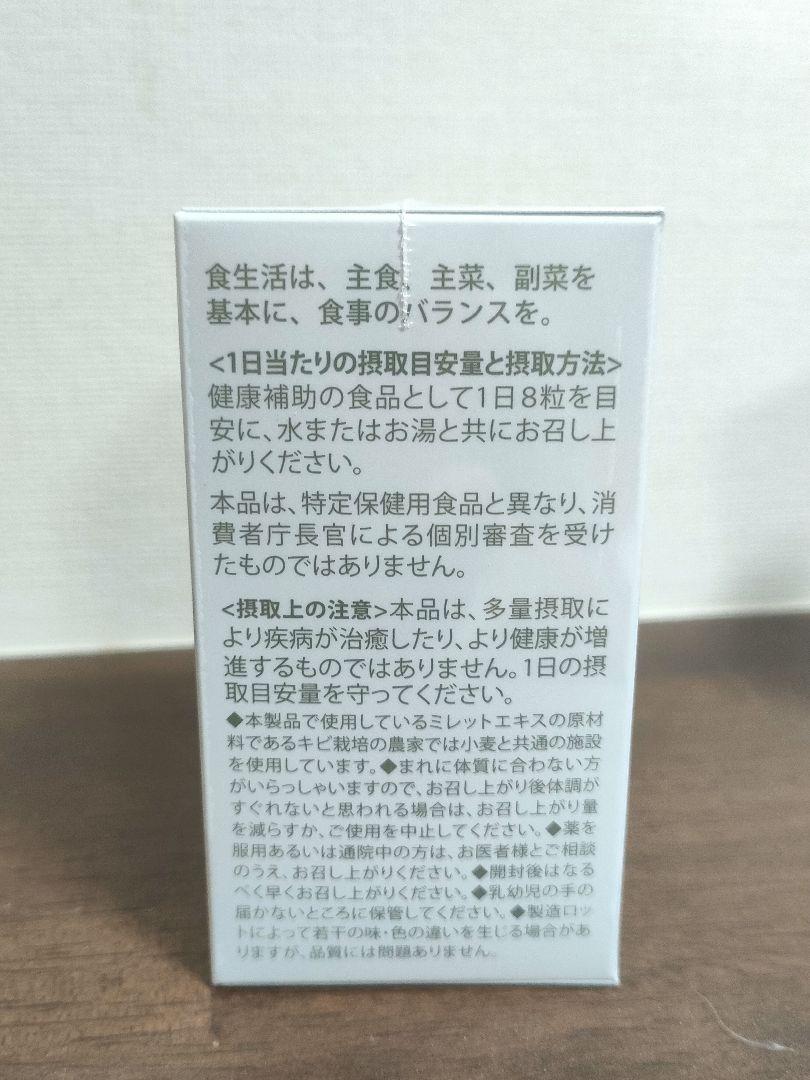 食生活は、主食、主菜、副菜を
基本に、食事のバランスを。
<1日当たりの摂取目安量と摂取方法>
健康補助の食品として1日8粒を目
安に、水またはお湯と共にお召し上
がりください。
本品は、特定保健用食品と異なり、消
費者庁長官による個別審査を受け
たものではありません。
<摂取上の注意>本品は、多量摂取に
より疾病が治癒したり、より健康が増
進するものではありません。1日の摂
取目安量を守ってください。
◆本製品で使用しているミレットエキスの原材
料であるキビ栽培の農家では小麦と共通の施設
を使用しています。◆まれに体質に合わない方
がいらっしゃいますので、お召し上がり後体調が
すぐれないと思われる場合は、お召し上がり量
を減らすか、ご使用を中止してください。◆薬を
服用あるいは通院中の方は、お医者様とご相談
のうえ、お召し上がりください。◆開封後はなる
べく早くお召し上がりください。◆乳幼児の手の
届かないところに保管してください。◆製造ロッ
トによって若干の味・色の違いを生じる場合があ
りますが、品質には問題ありません。